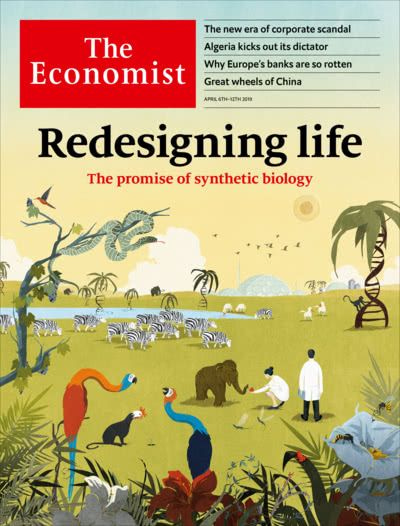 The
Economist
The new era of corporate scandal
Algeria kicks out its dictator
Why Europe's banks are so rotten
Great wheels of China
APRIL 6TH–12TH 2019
Redesigning life
The promise of synthetic biology